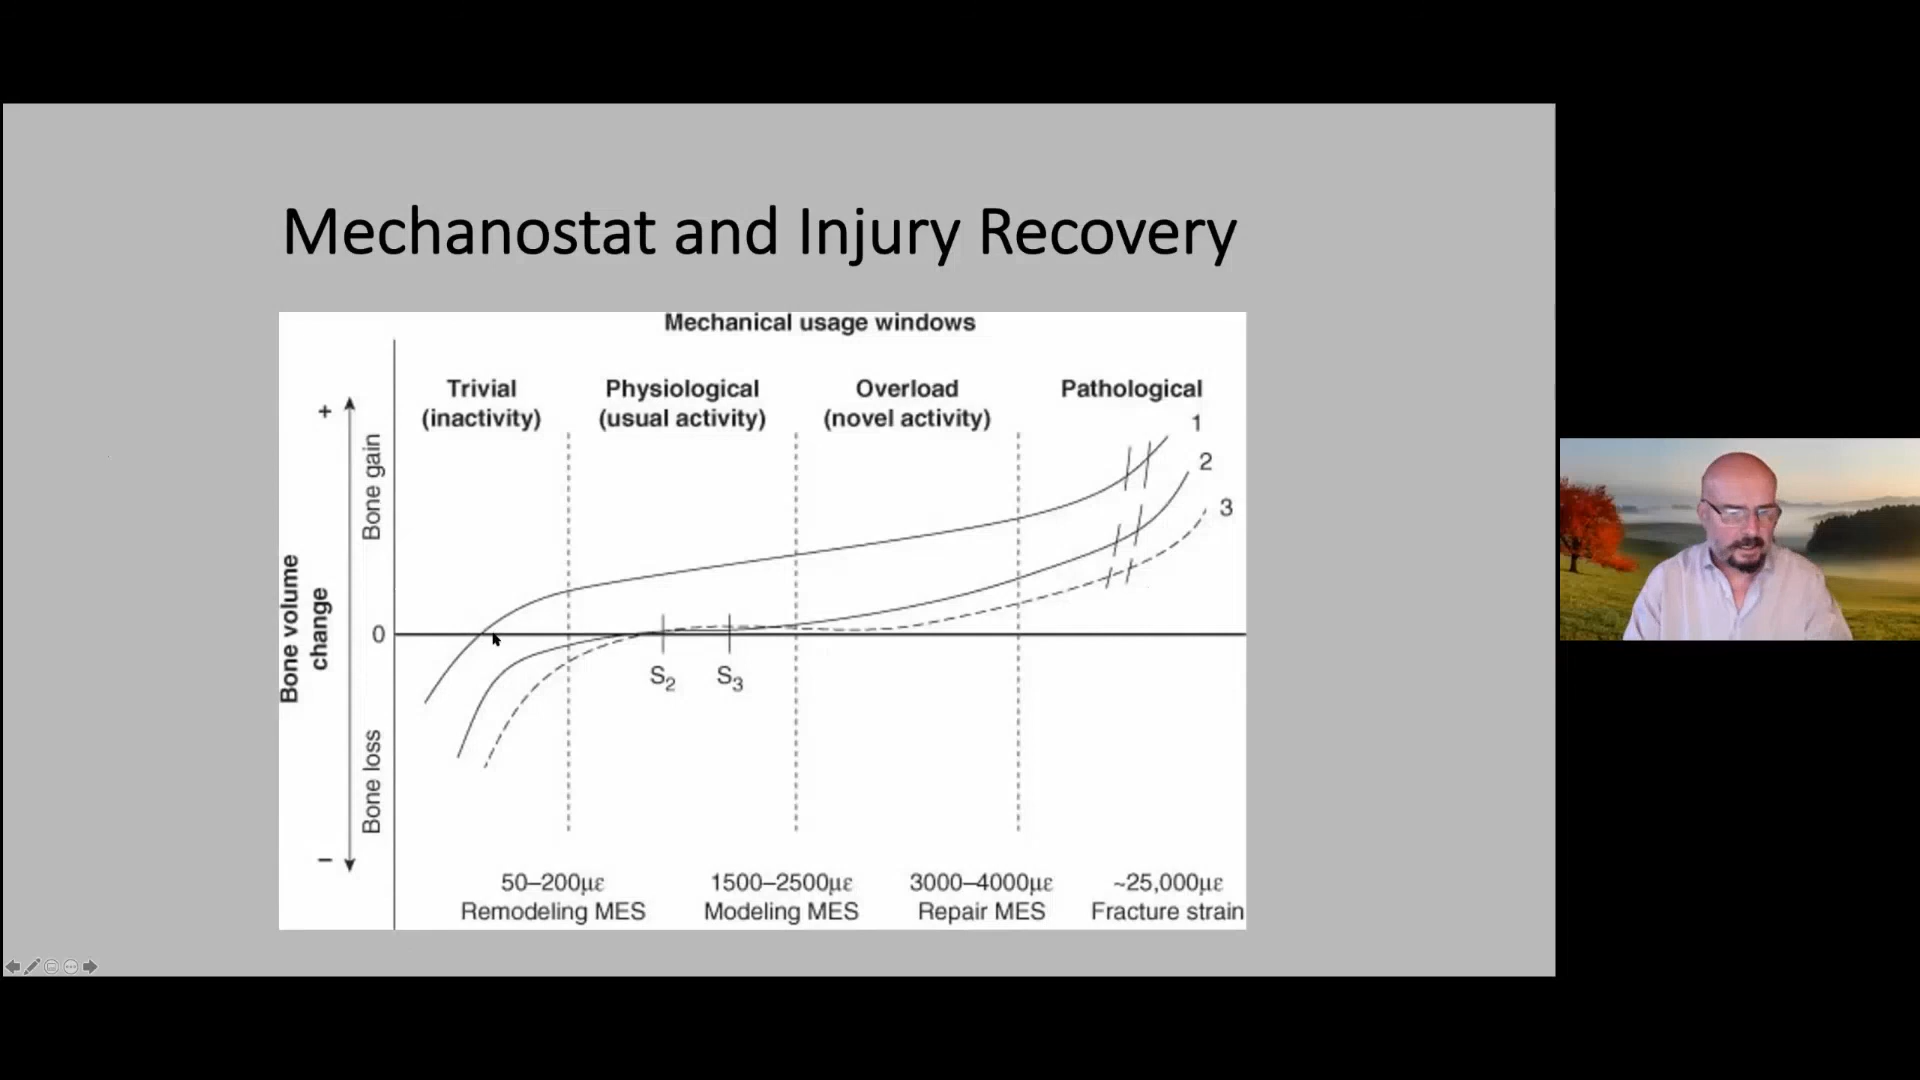 Mechanostat and Injury Recovery
Mechanical usage windows
Trivial
(inactivity)
Physiological
(usual activity)
Overload
(novel activity)
Pathological
+
Bone gain
Bone volume
change
0
Bone loss
−
1
2
3
S2
S3
50–200με
Remodeling MES
1500–2500με
Modeling MES
3000–4000με
Repair MES
~25,000με
Fracture strain